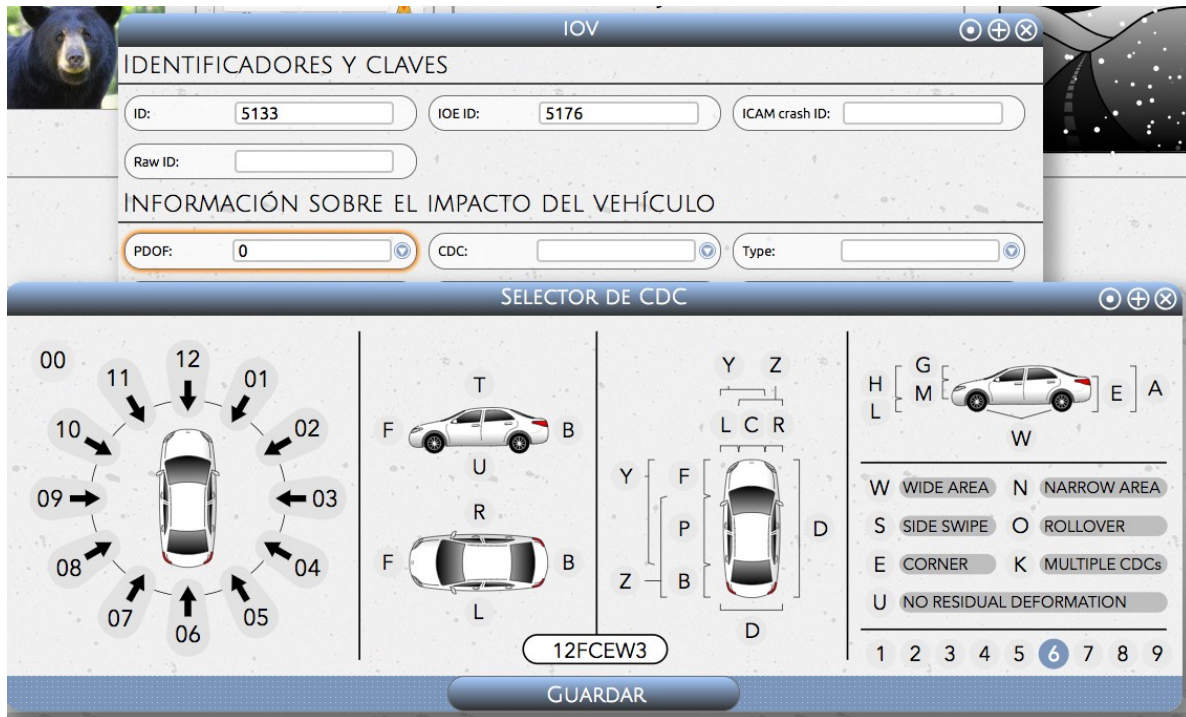 IOV
IDENTIFICADORES Y CLAVES
ID: 5133 IOE ID: 5176 ICAM crash ID:
Raw ID:
INFORMACIÓN SOBRE EL IMPACTO DEL VEHÍCULO
PDOF: 0 CDC: Type:
SELECTOR DE CDC
00
12
11 01
10 02
09 03
08 04
07 05
06
T
F B
U
R
F B
L
Y Z
L C R
Y F
P D
Z B
D
H G
L M E A
W
W WIDE AREA N NARROW AREA
S SIDE SWIPE O ROLLOVER
E CORNER K MULTIPLE CDCs
U NO RESIDUAL DEFORMATION
1 2 3 4 5 6 7 8 9
12FCEW3
GUARDAR